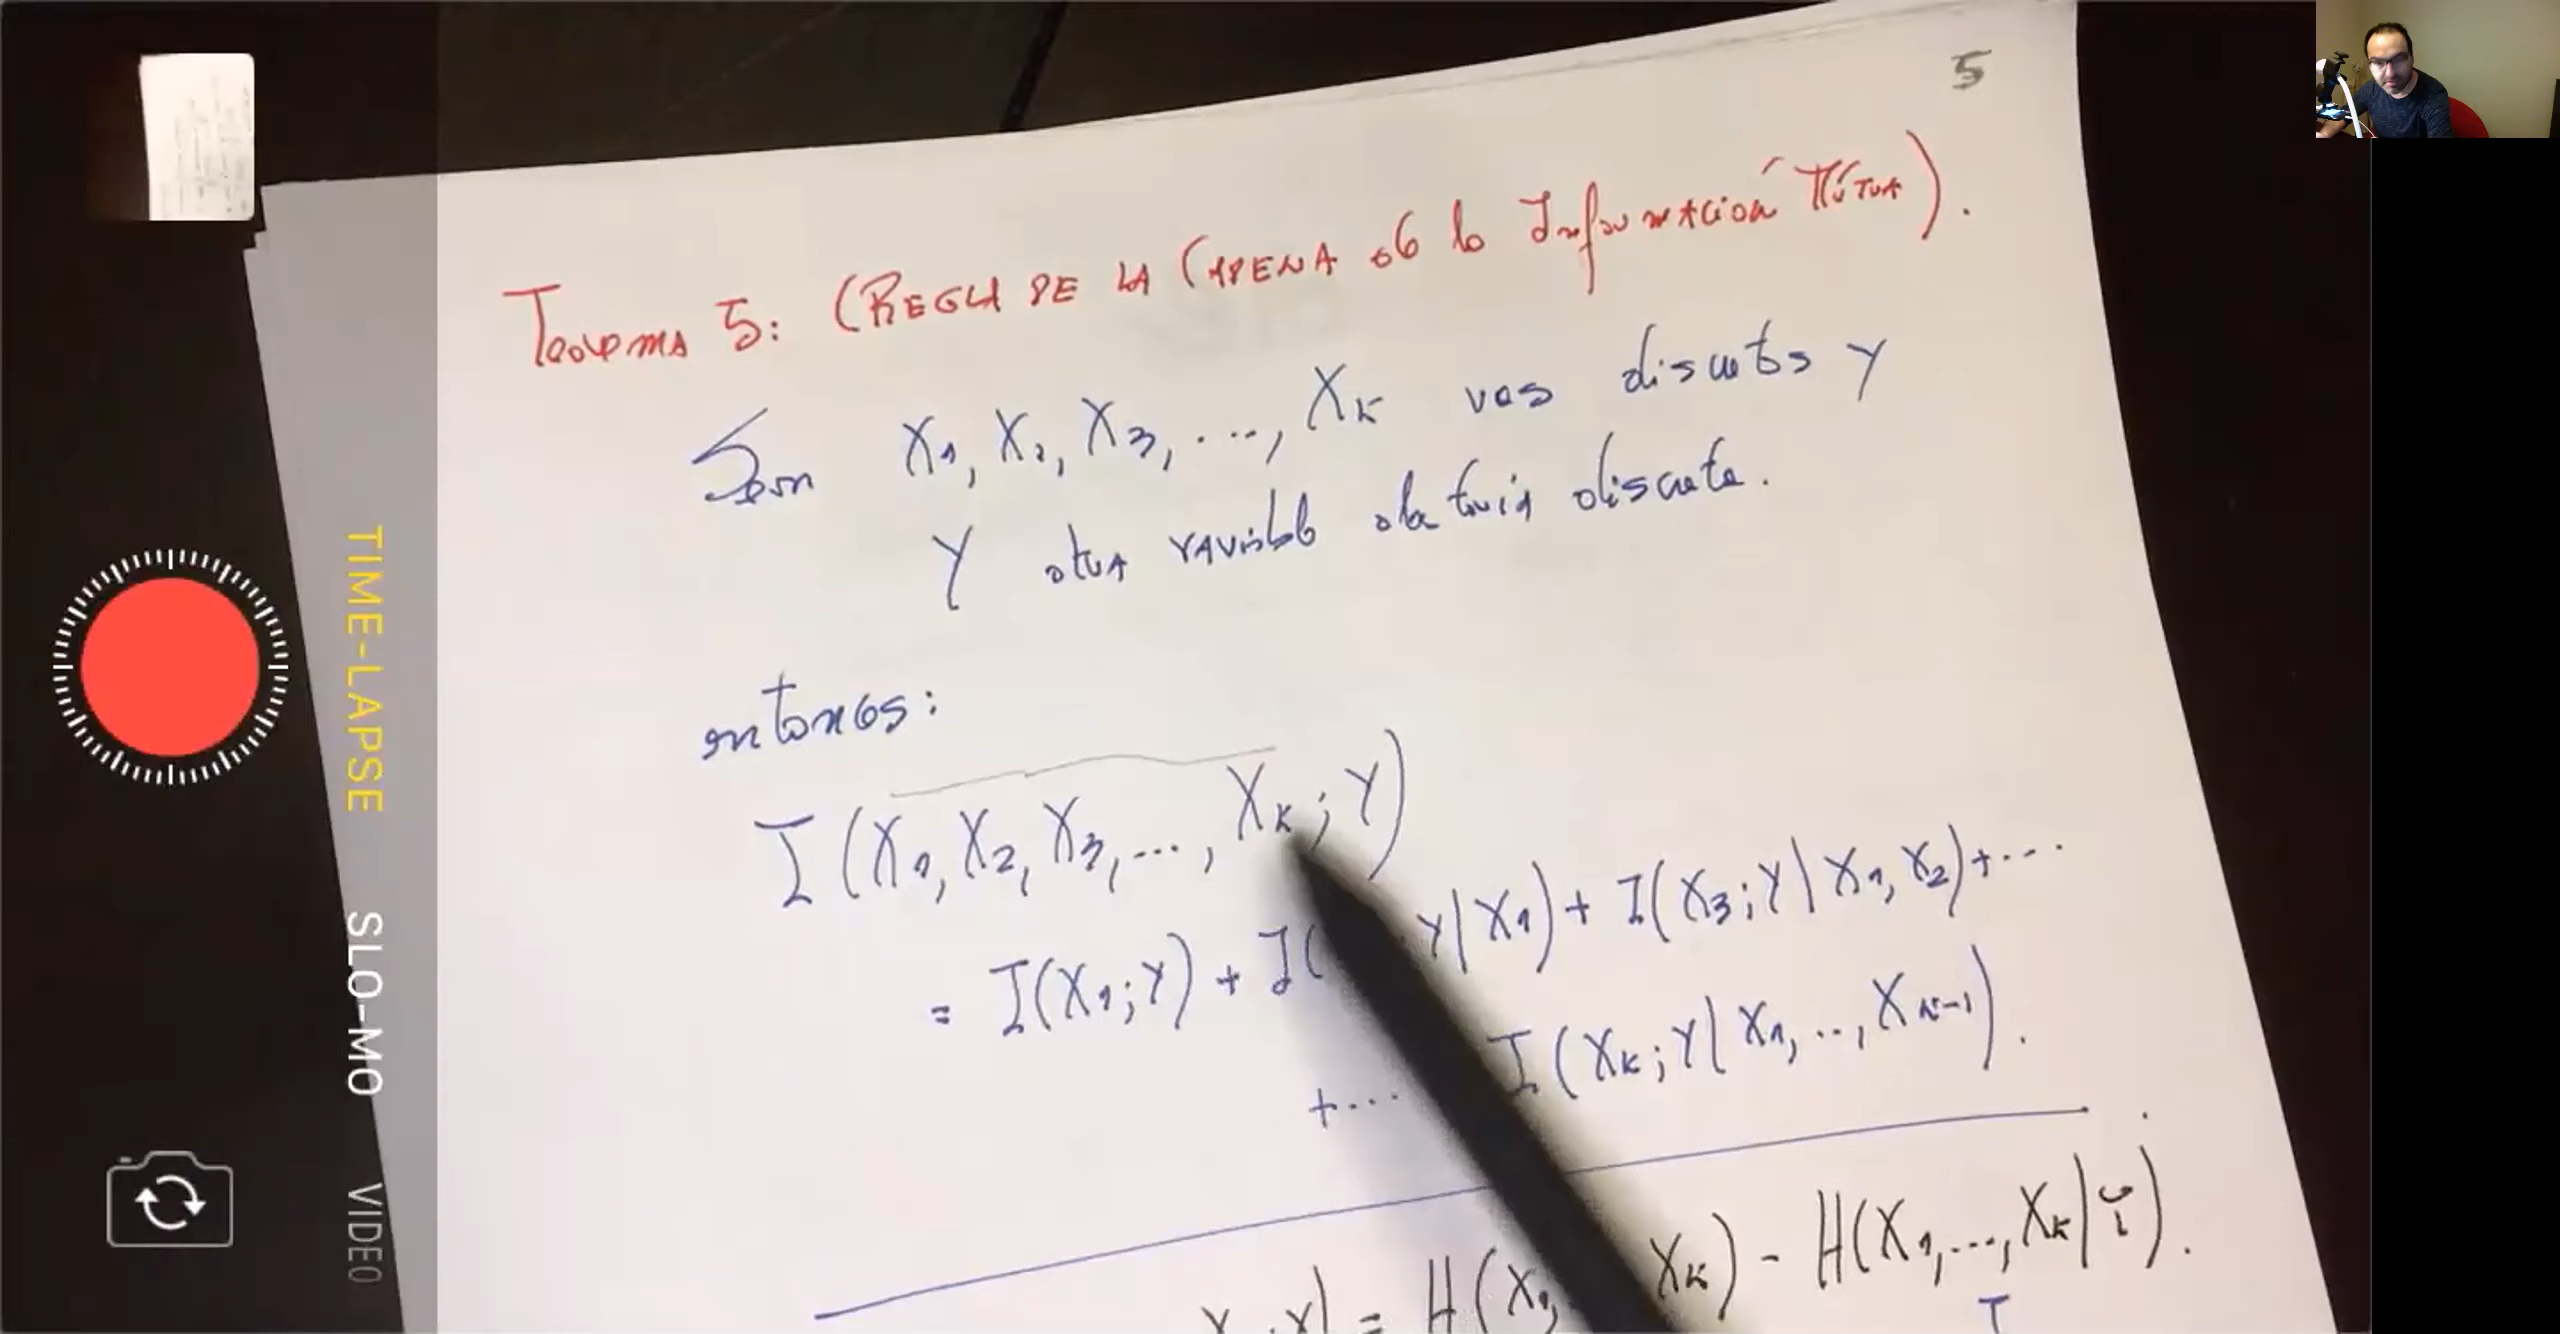 5
Teorema 5: (REGLA DE LA CADENA de la Información Mútua).
Sean X₁, X₂, X₃, ..., Xₖ vas discretas y
Y otra variable aleatoria discreta.
entonces:
I(X₁, X₂, X₃, ..., Xₖ; Y)
= I(X₁; Y) + I( Y | X₁) + I(X₃; Y | X₁, X₂) + ...
+ ... I(Xₖ; Y | X₁, .., Xₖ₋₁).
X ; Y) = H(X₁, Xₖ) - H(X₁, ..., Xₖ |
TIME-LAPSE
SLO-MO
VIDEO